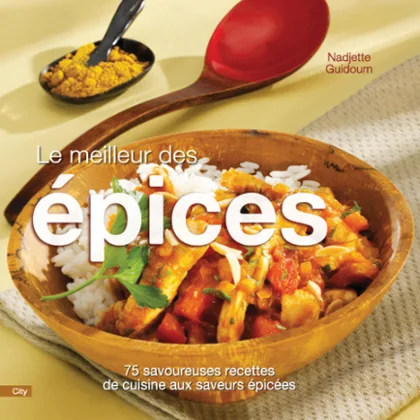 Nadjette
Guidoum
Le meilleur des
épices
75 savoureuses recettes
de cuisine aux saveurs épicées
City